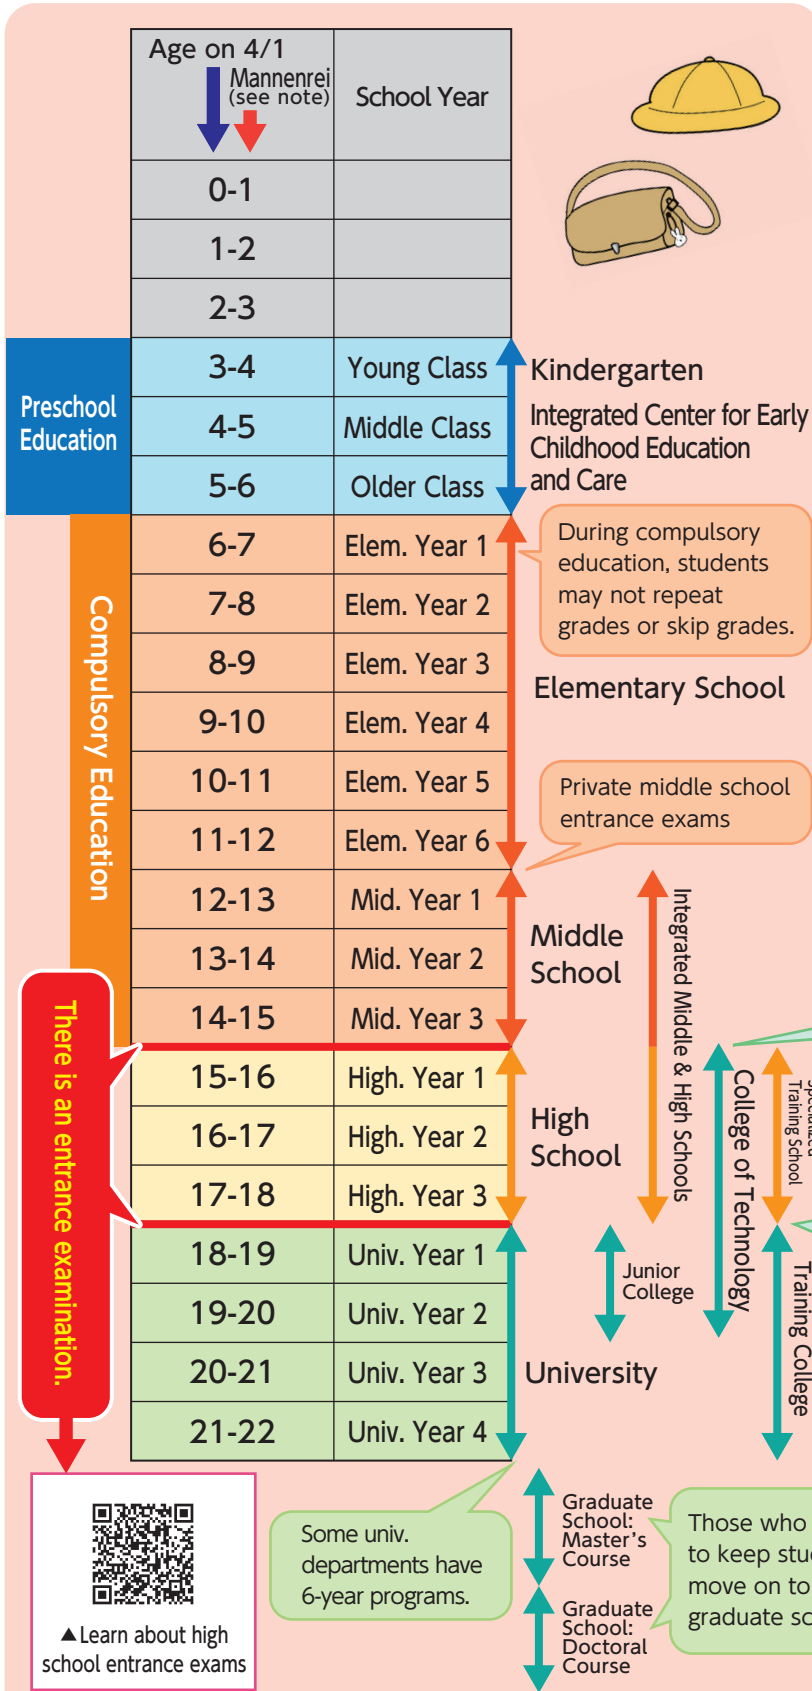 Age on 4/1
Mannenrei
(see note)
School Year
0-1
1-2
2-3
Preschool
Education
3-4
Young Class
4-5
Middle Class
5-6
Older Class
Kindergarten
Integrated Center for Early
Childhood Education
and Care
Compulsory Education
6-7
Elem. Year 1
7-8
Elem. Year 2
8-9
Elem. Year 3
9-10
Elem. Year 4
10-11
Elem. Year 5
11-12
Elem. Year 6
During compulsory
education, students
may not repeat
grades or skip grades.
Elementary School
Private middle school
entrance exams
12-13
Mid. Year 1
13-14
Mid. Year 2
14-15
Mid. Year 3
Middle
School
Integrated Middle & High Schools
There is an entrance examination.
15-16
High. Year 1
16-17
High. Year 2
17-18
High. Year 3
High
School
College of Technology
Specialized
Training School
18-19
Univ. Year 1
19-20
Univ. Year 2
20-21
Univ. Year 3
21-22
Univ. Year 4
Junior
College
University
Training College
▲Learn about high
school entrance exams
Some univ.
departments have
6-year programs.
Graduate
School:
Master's
Course
Graduate
School:
Doctoral
Course
Those who
to keep stu
move on to
graduate sc